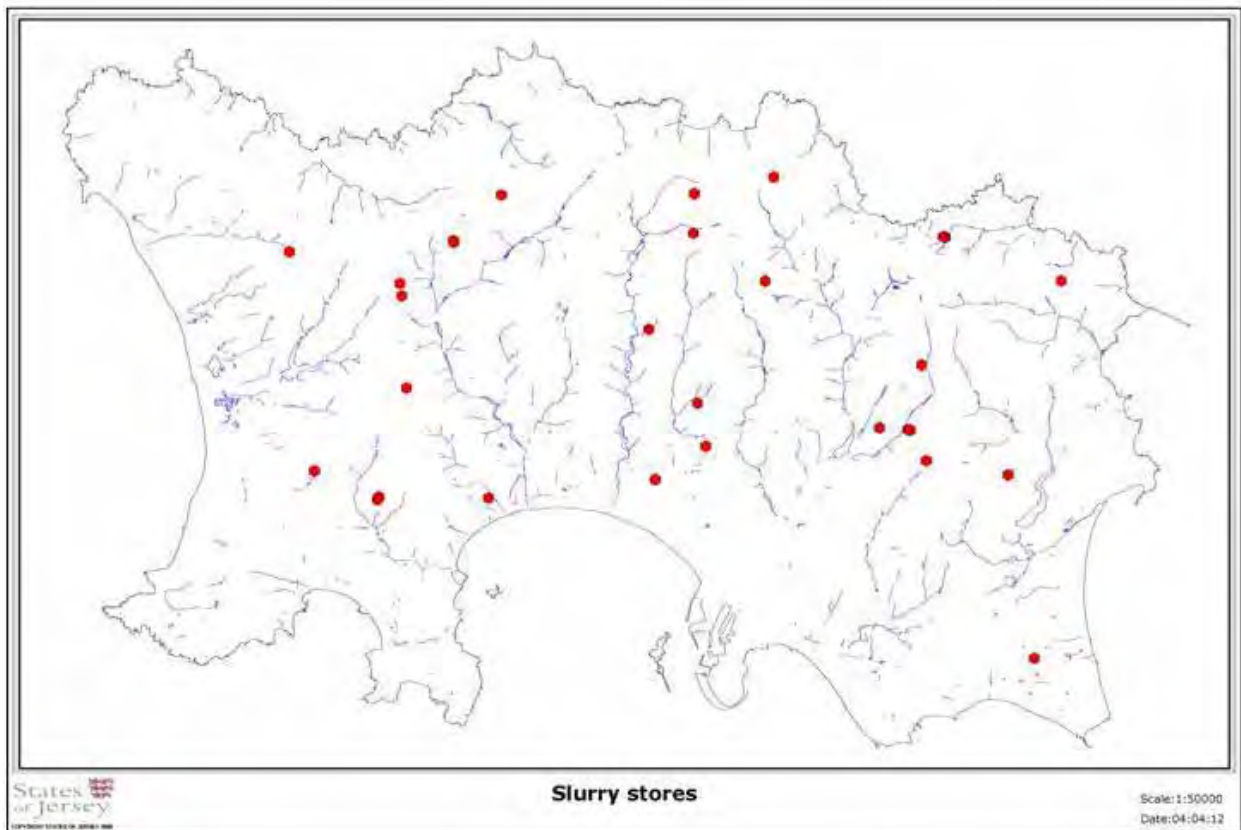 States
of Jersey
Slurry stores
Scale:1:50000
Date:04:04:12